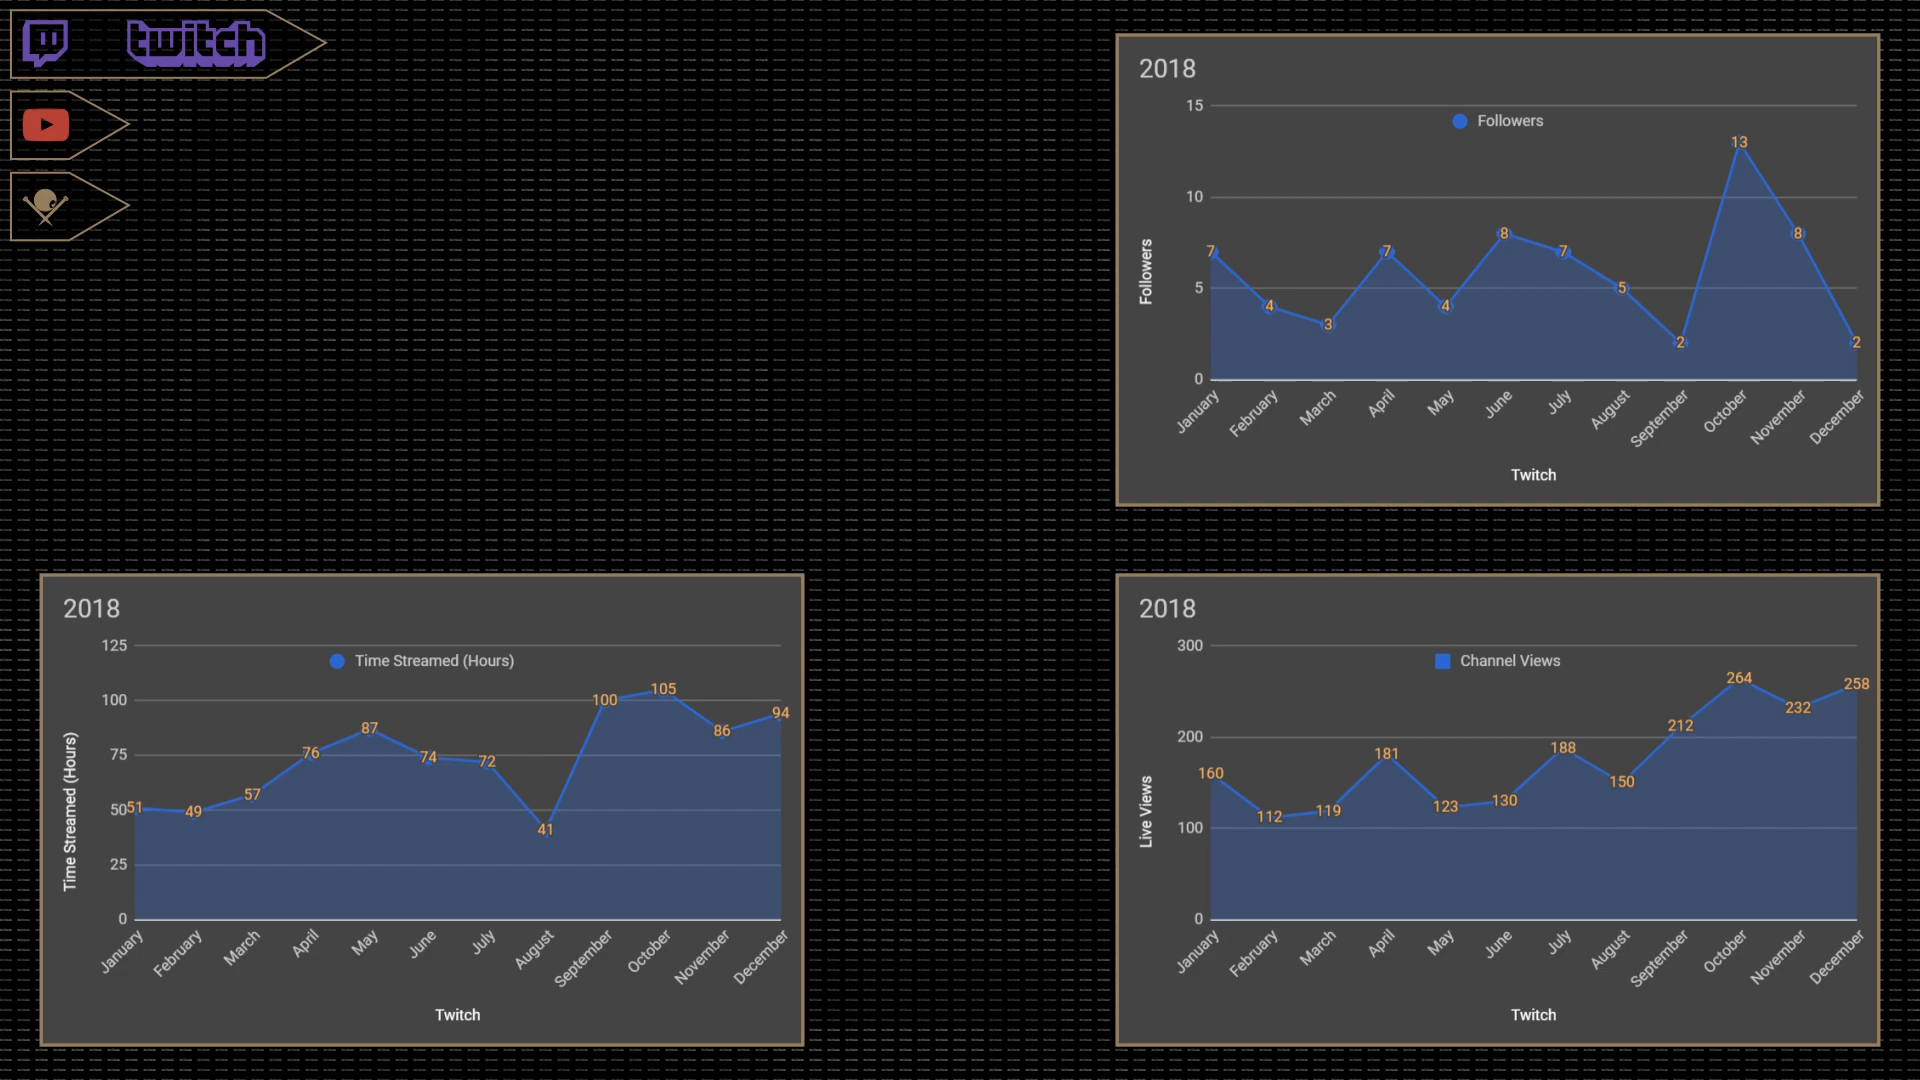 twitch
2018
Followers
15
10
5
0
Followers
7
4
3
7
4
8
7
5
2
13
8
2
January
February
March
April
May
June
July
August
September
October
November
December
Twitch
2018
Time Streamed (Hours)
125
100
75
50
25
0
Time Streamed (Hours)
51
49
57
76
87
74
72
41
100
105
86
94
January
February
March
April
May
June
July
August
September
October
November
December
Twitch
2018
Channel Views
300
200
100
0
Live Views
160
112
119
181
123
130
188
150
212
264
232
258
January
February
March
April
May
June
July
August
September
October
November
December
Twitch